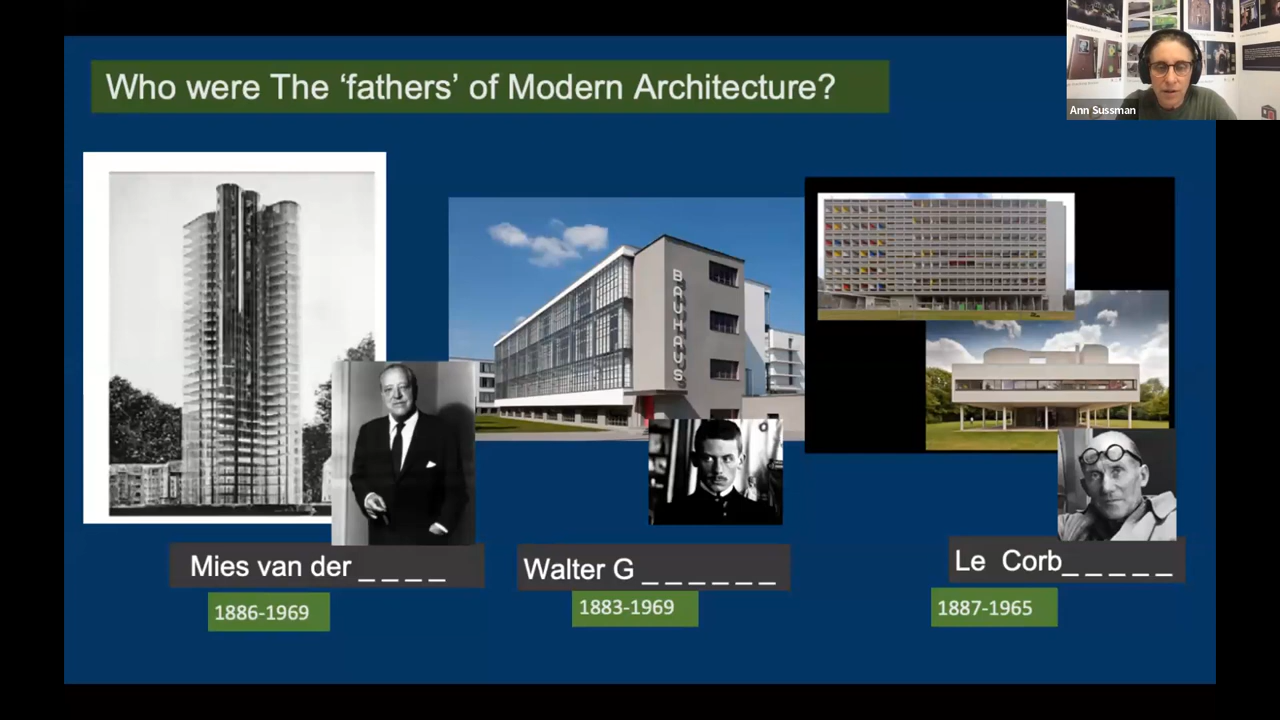 Who were The ‘fathers’ of Modern Architecture?
Ann Sussman
BAUHAUS
Mies van der _ _ _ _
Walter G _ _ _ _ _ _
Le Corb_ _ _ _ _
1886-1969
1883-1969
1887-1965